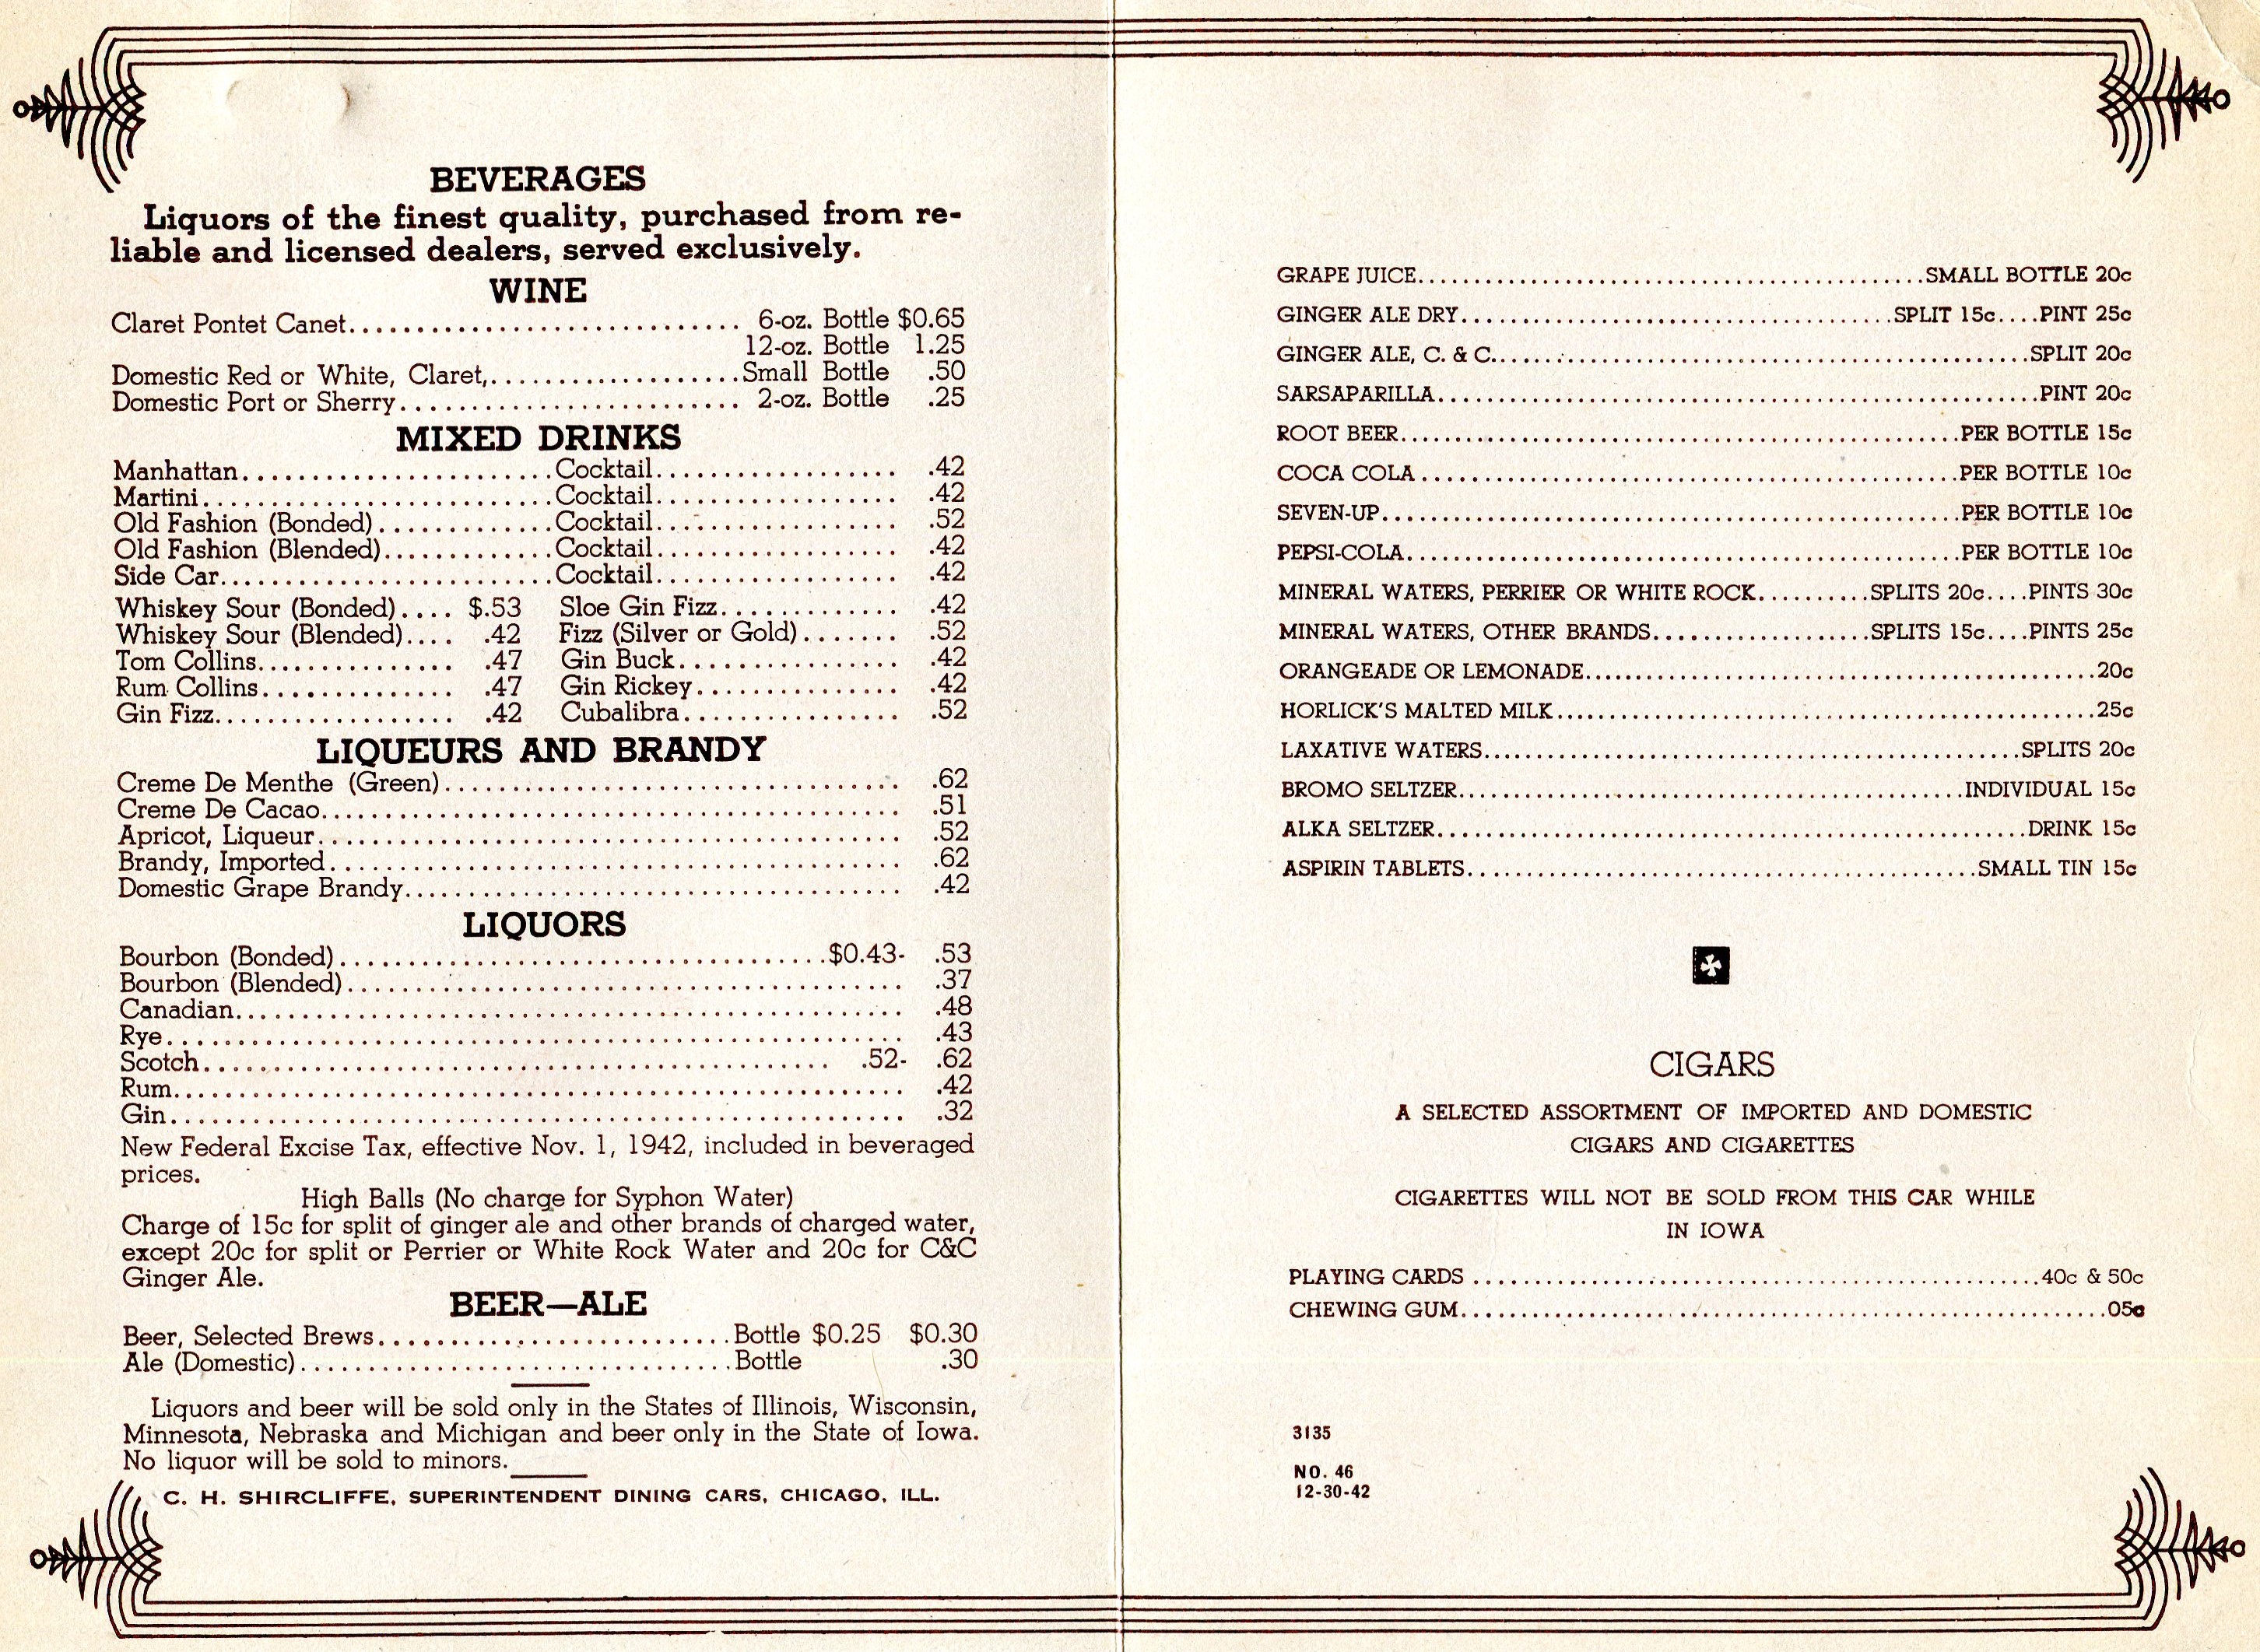 BEVERAGES
Liquors of the finest quality, purchased from re-
liable and licensed dealers, served exclusively.
WINE
Claret Pontet Canet............................. 6-oz. Bottle $0.65
12-oz. Bottle 1.25
Domestic Red or White, Claret,...................Small Bottle .50
Domestic Port or Sherry......................... 2-oz. Bottle .25
MIXED DRINKS
Manhattan.......................Cocktail.................. .42
Martini..........................Cocktail.................. .42
Old Fashion (Bonded).............Cocktail.................. .52
Old Fashion (Blended)............Cocktail.................. .42
Side Car.........................Cocktail.................. .42
Whiskey Sour (Bonded).... $.53 Sloe Gin Fizz............. .42
Whiskey Sour (Blended).... .42 Fizz (Silver or Gold)....... .52
Tom Collins............... .47 Gin Buck................. .42
Rum Collins.............. .47 Gin Rickey............... .42
Gin Fizz.................. .42 Cubalibra................ .52
LIQUEURS AND BRANDY
Creme De Menthe (Green).................................. .62
Creme De Cacao........................................... .51
Apricot, Liqueur........................................... .52
Brandy, Imported.......................................... .62
Domestic Grape Brandy..................................... .42
LIQUORS
Bourbon (Bonded)....................................$0.43- .53
Bourbon (Blended)......................................... .37
Canadian.................................................. .48
Rye....................................................... .43
Scotch............................................... .52- .62
Rum....................................................... .42
Gin....................................................... .32
New Federal Excise Tax, effective Nov. 1, 1942, included in beveraged
prices.
High Balls (No charge for Syphon Water)
Charge of 15c for split of ginger ale and other brands of charged water,
except 20c for split or Perrier or White Rock Water and 20c for C&C
Ginger Ale.
BEER—ALE
Beer, Selected Brews..........................Bottle $0.25 $0.30
Ale (Domestic)................................Bottle .30
Liquors and beer will be sold only in the States of Illinois, Wisconsin,
Minnesota, Nebraska and Michigan and beer only in the State of Iowa.
No liquor will be sold to minors.
C. H. SHIRCLIFFE, SUPERINTENDENT DINING CARS, CHICAGO, ILL.
GRAPE JUICE.............................................SMALL BOTTLE 20c
GINGER ALE DRY......................................SPLIT 15c....PINT 25c
GINGER ALE, C. & C................................................SPLIT 20c
SARSAPARILLA......................................................PINT 20c
ROOT BEER..................................................PER BOTTLE 15c
COCA COLA................................................PER BOTTLE 10c
SEVEN-UP....................................................PER BOTTLE 10c
PEPSI-COLA..................................................PER BOTTLE 10c
MINERAL WATERS, PERRIER OR WHITE ROCK..........SPLITS 20c....PINTS 30c
MINERAL WATERS, OTHER BRANDS...................SPLITS 15c....PINTS 25c
ORANGEADE OR LEMONADE..............................................20c
HORLICK'S MALTED MILK................................................25c
LAXATIVE WATERS................................................SPLITS 20c
BROMO SELTZER.............................................INDIVIDUAL 15c
ALKA SELTZER.....................................................DRINK 15c
ASPIRIN TABLETS..............................................SMALL TIN 15c
CIGARS
A SELECTED ASSORTMENT OF IMPORTED AND DOMESTIC
CIGARS AND CIGARETTES
CIGARETTES WILL NOT BE SOLD FROM THIS CAR WHILE
IN IOWA
PLAYING CARDS ..................................................40c & 50c
CHEWING GUM..........................................................05c
3135
NO. 46
12-30-42